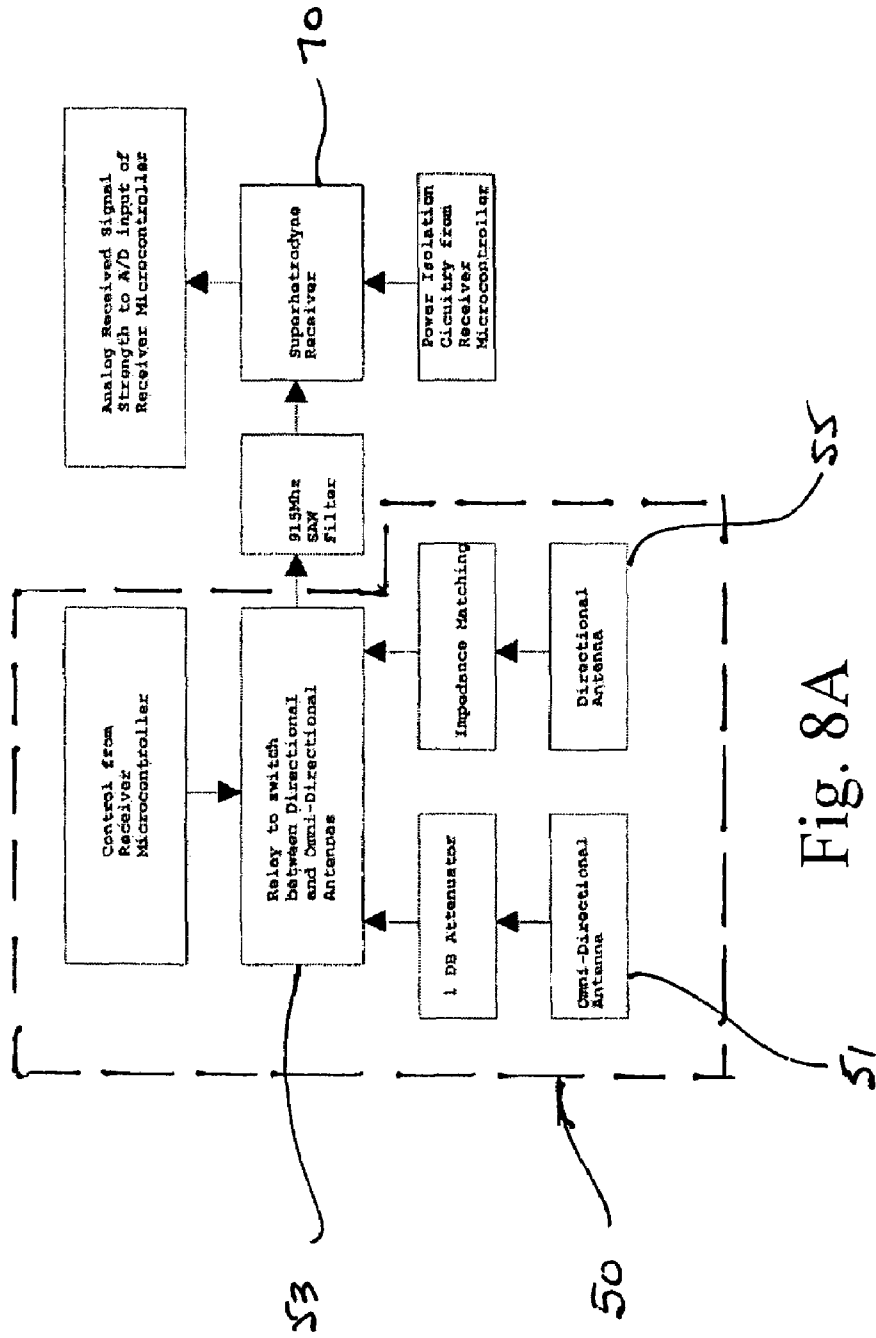 Control from
Receiver
Microcontroller
Analog Received Signal
Strength to A/D input of
Receiver Microcontroller
53
Relay to switch
between Directional
and Omni-Directional
Antennas
915Mhz
SAW
Filter
Superhetrodyne
Receiver
70
1 DB Attenuator
Impedance Matching
Power Isolation
Cicuitry from
Receiver
Microcontroller
50
Omni-Directional
Antenna
Directional
Antenna
51
55
Fig. 8A